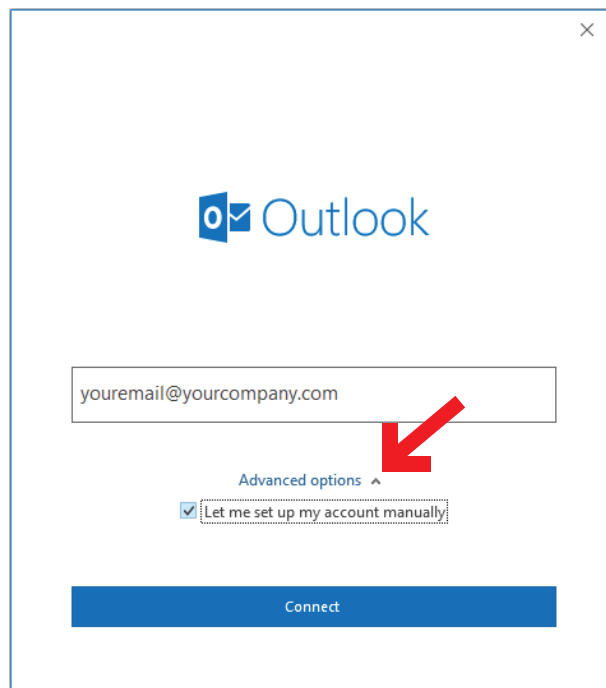 Outlook
youremail@yourcompany.com
Advanced options
Let me set up my account manually
Connect